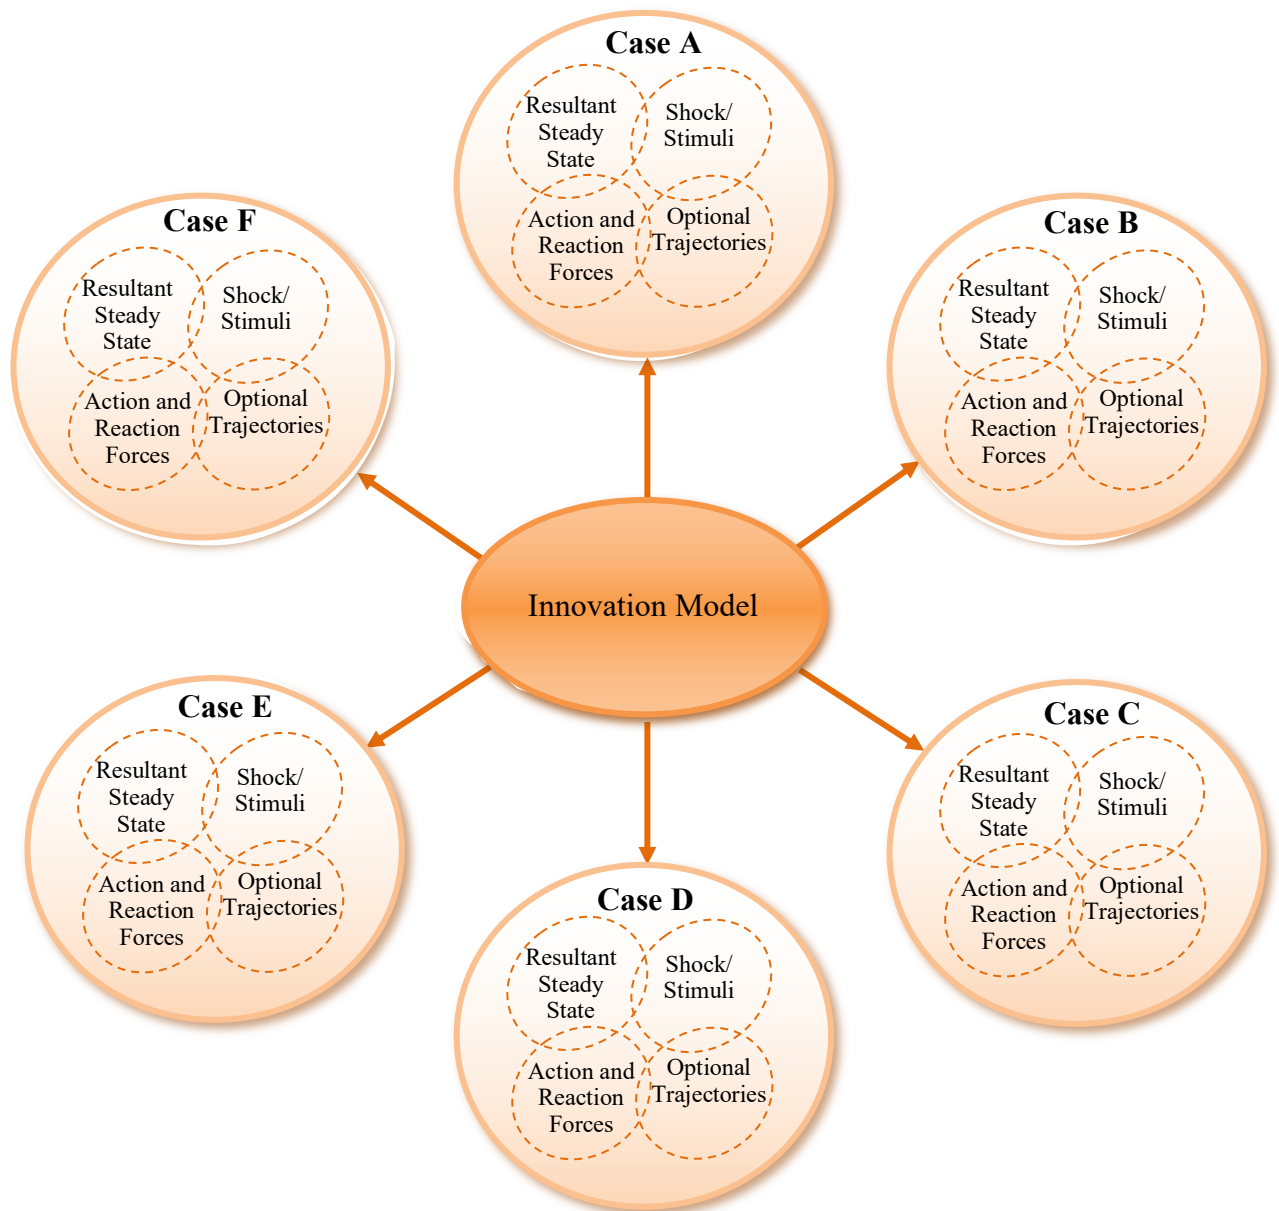 Case A
Resultant
Steady
State
Shock/
Stimuli
Action and
Reaction
Forces
Optional
Trajectories
Case F
Resultant
Steady
State
Shock/
Stimuli
Action and
Reaction
Forces
Optional
Trajectories
Case B
Resultant
Steady
State
Shock/
Stimuli
Action and
Reaction
Forces
Optional
Trajectories
Innovation Model
Case E
Resultant
Steady
State
Shock/
Stimuli
Action and
Reaction
Forces
Optional
Trajectories
Case C
Resultant
Steady
State
Shock/
Stimuli
Action and
Reaction
Forces
Optional
Trajectories
Case D
Resultant
Steady
State
Shock/
Stimuli
Action and
Reaction
Forces
Optional
Trajectories